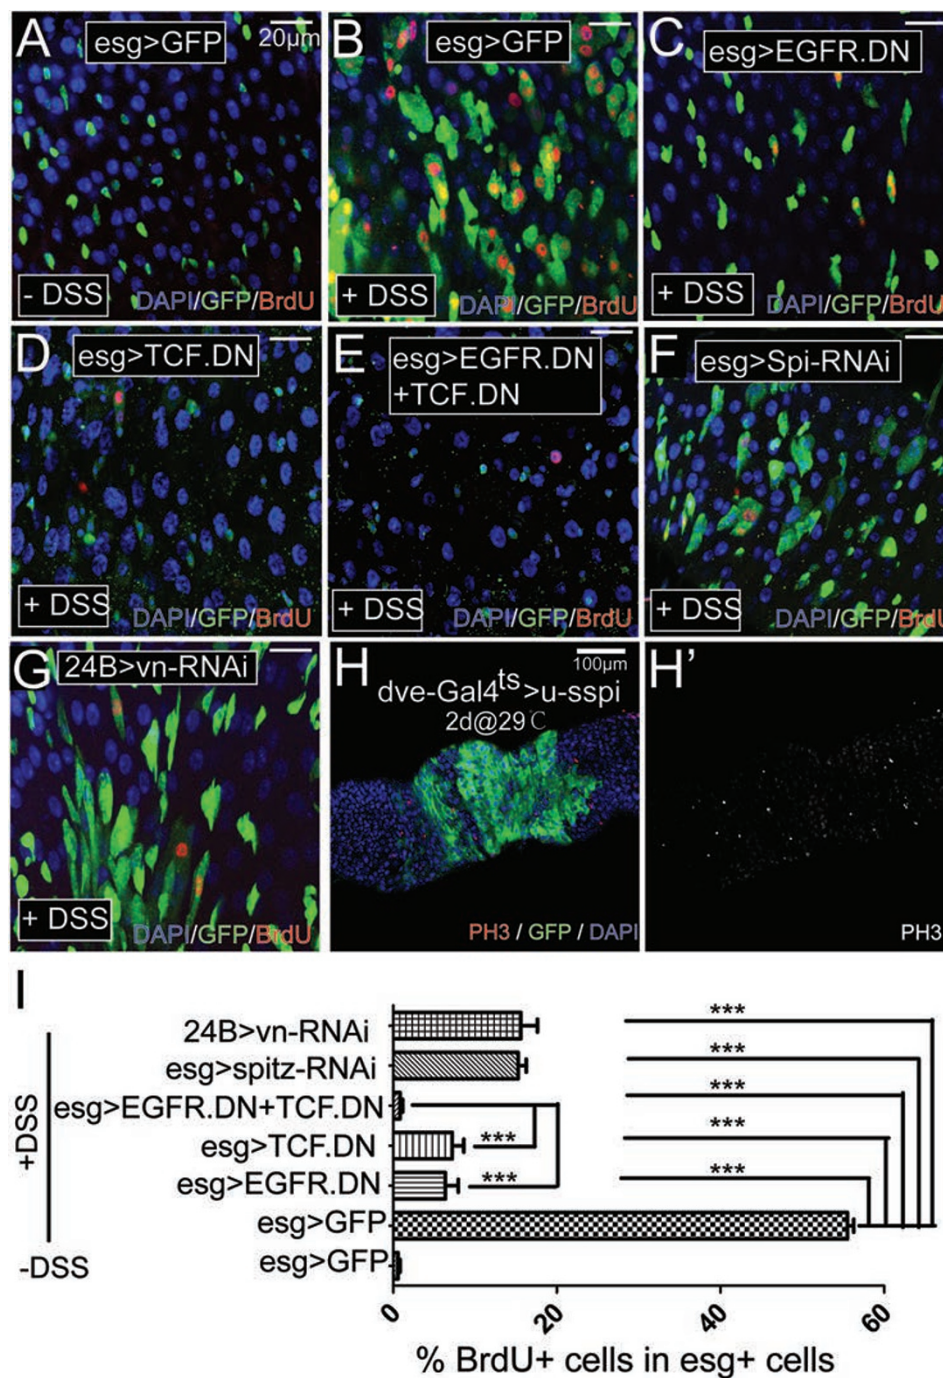 A
esg>GFP
20μm
- DSS
DAPI/GFP/BrdU
B
esg>GFP
+ DSS
DAPI/GFP/BrdU
C
esg>EGFR.DN
+ DSS
DAPI/GFP/BrdU
D
esg>TCF.DN
+ DSS
DAPI/GFP/BrdU
E
esg>EGFR.DN
+TCF.DN
+ DSS
DAPI/GFP/BrdU
F
esg>Spi-RNAi
+ DSS
DAPI/GFP/BrdU
G
24B>vn-RNAi
+ DSS
DAPI/GFP/BrdU
H
100μm
dve-Gal4ts>u-sspi
2d@29℃
PH3 / GFP / DAPI
H'
PH3
I
+DSS
-DSS
24B>vn-RNAi
esg>spitz-RNAi
esg>EGFR.DN+TCF.DN
esg>TCF.DN
esg>EGFR.DN
esg>GFP
esg>GFP
***
***
***
***
***
***
***
0
20
40
60
% BrdU+ cells in esg+ cells